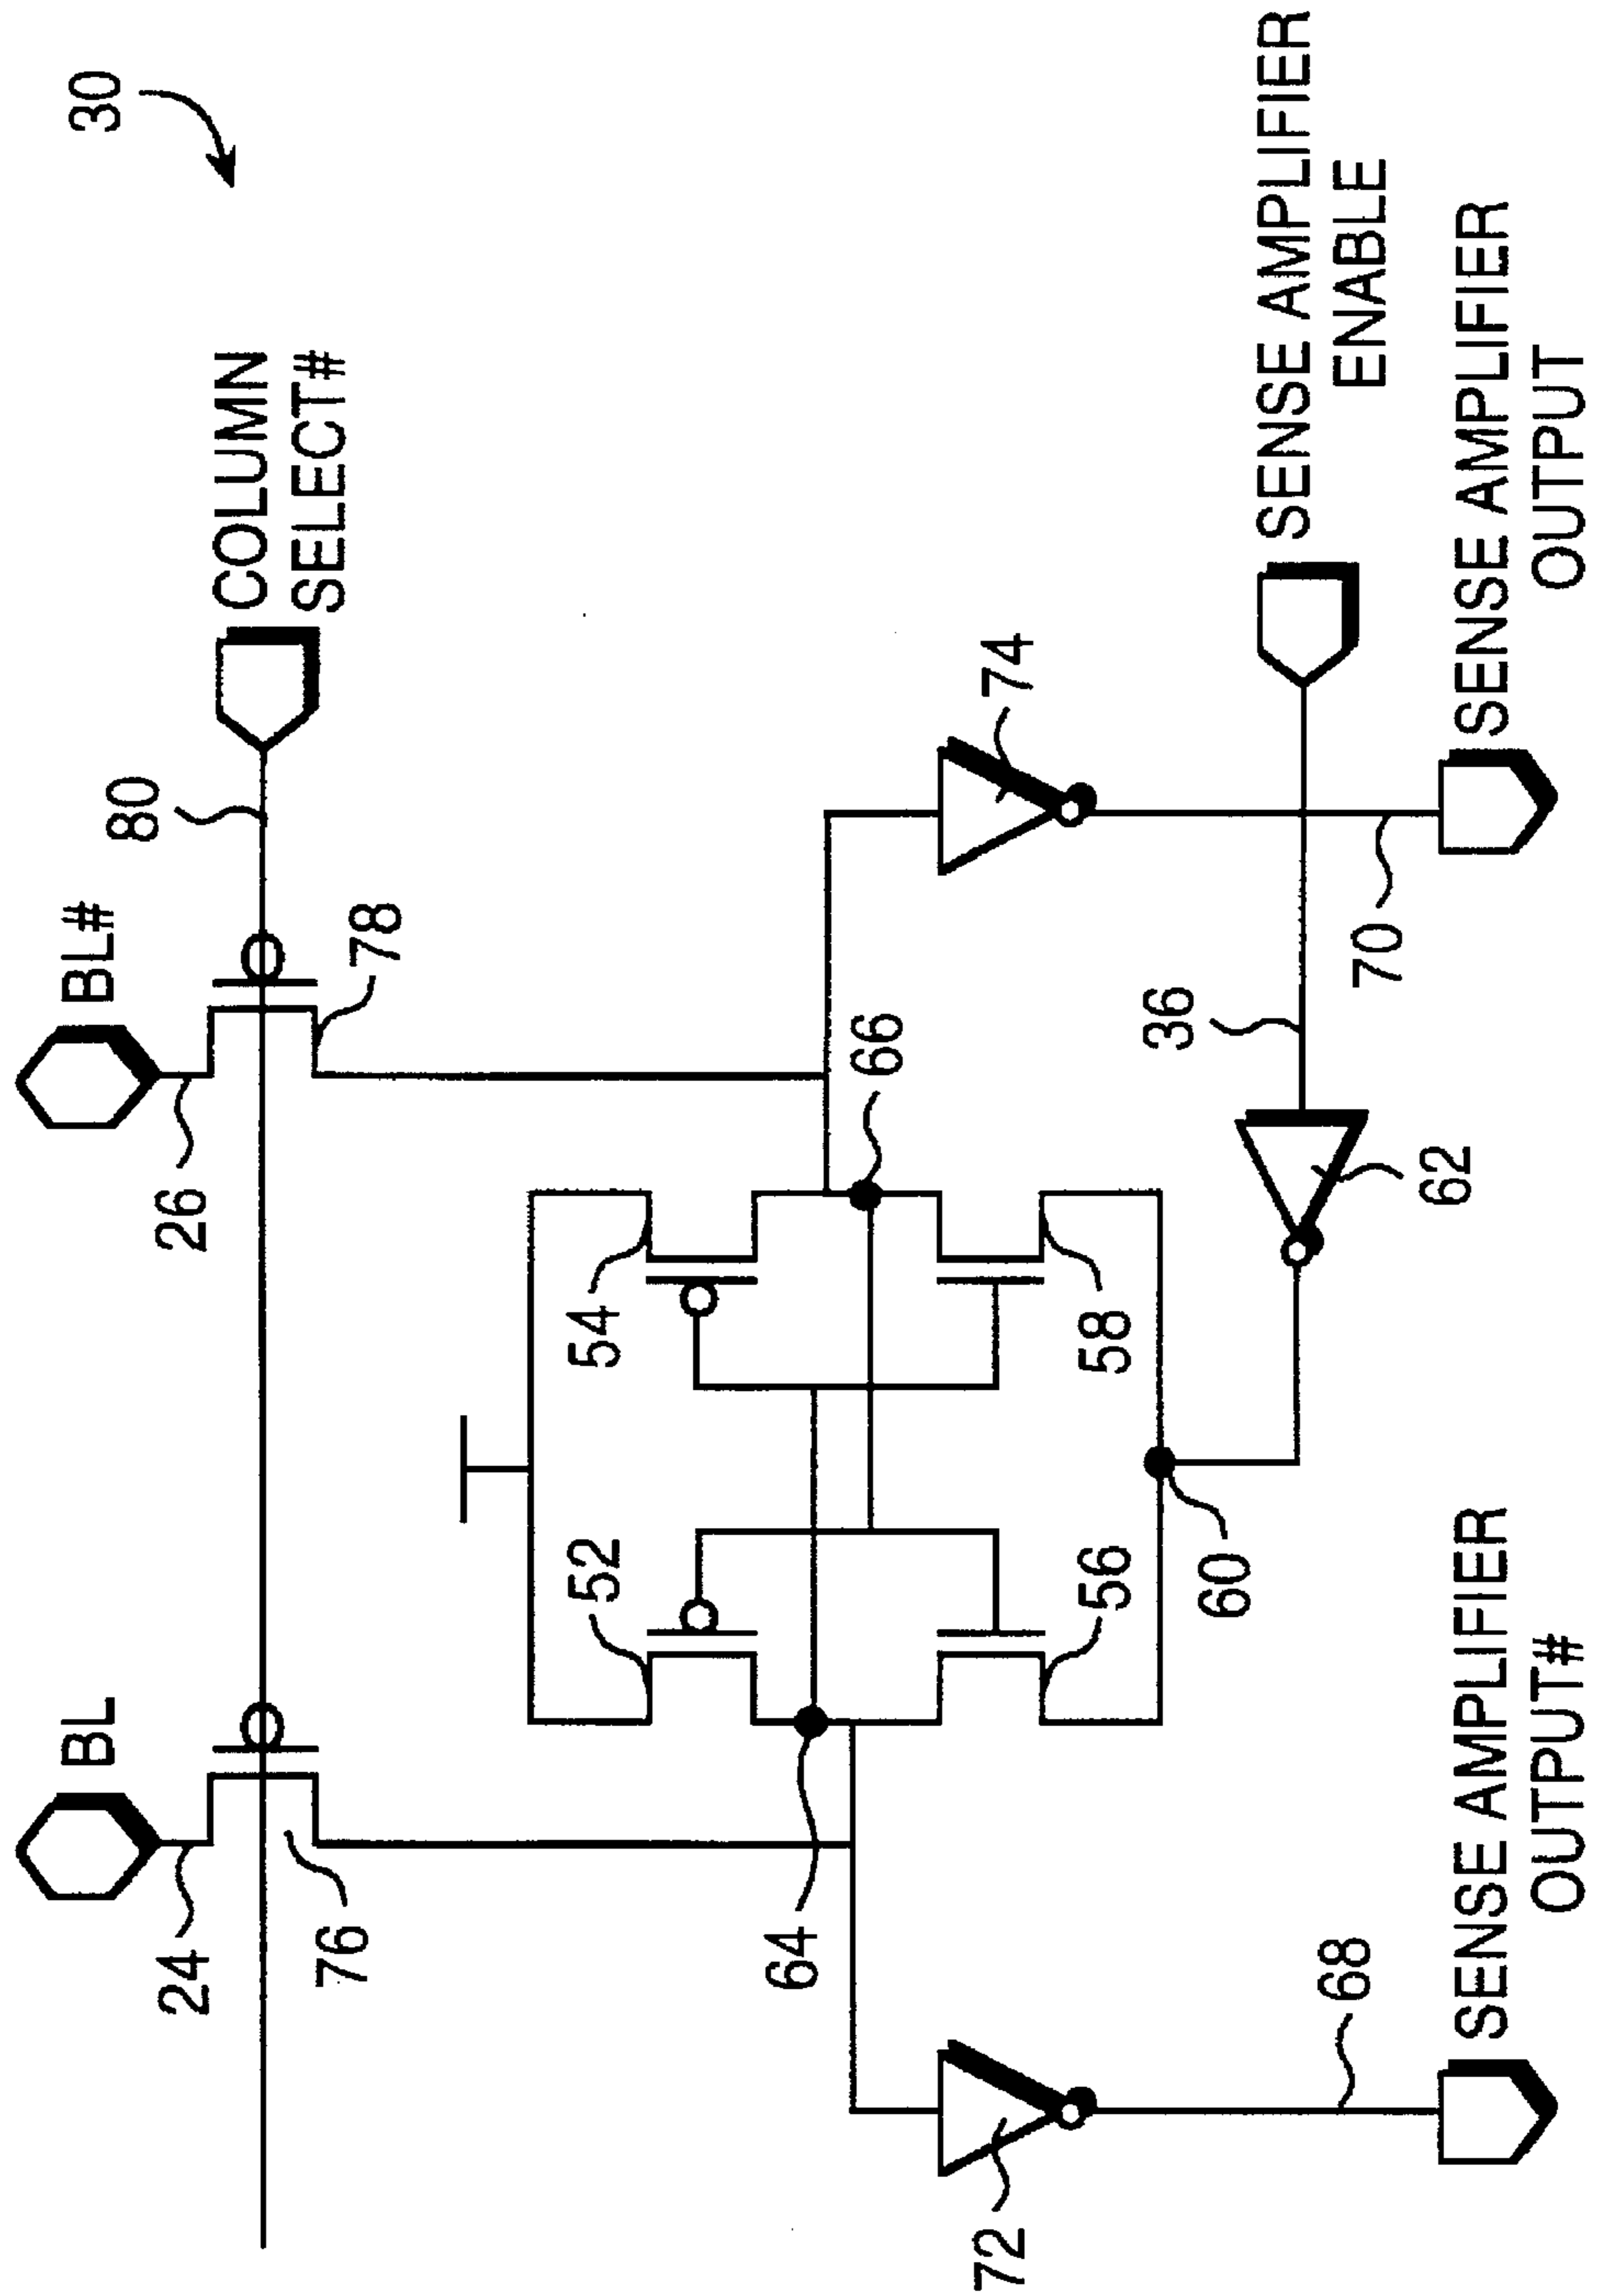 30
BL
BL#
COLUMN
SELECT#
80
24
26
76
78
52
54
64
66
56
58
60
72
74
36
62
SENSE AMPLIFIER
ENABLE
68
70
SENSE AMPLIFIER
OUTPUT#
SENSE AMPLIFIER
OUTPUT